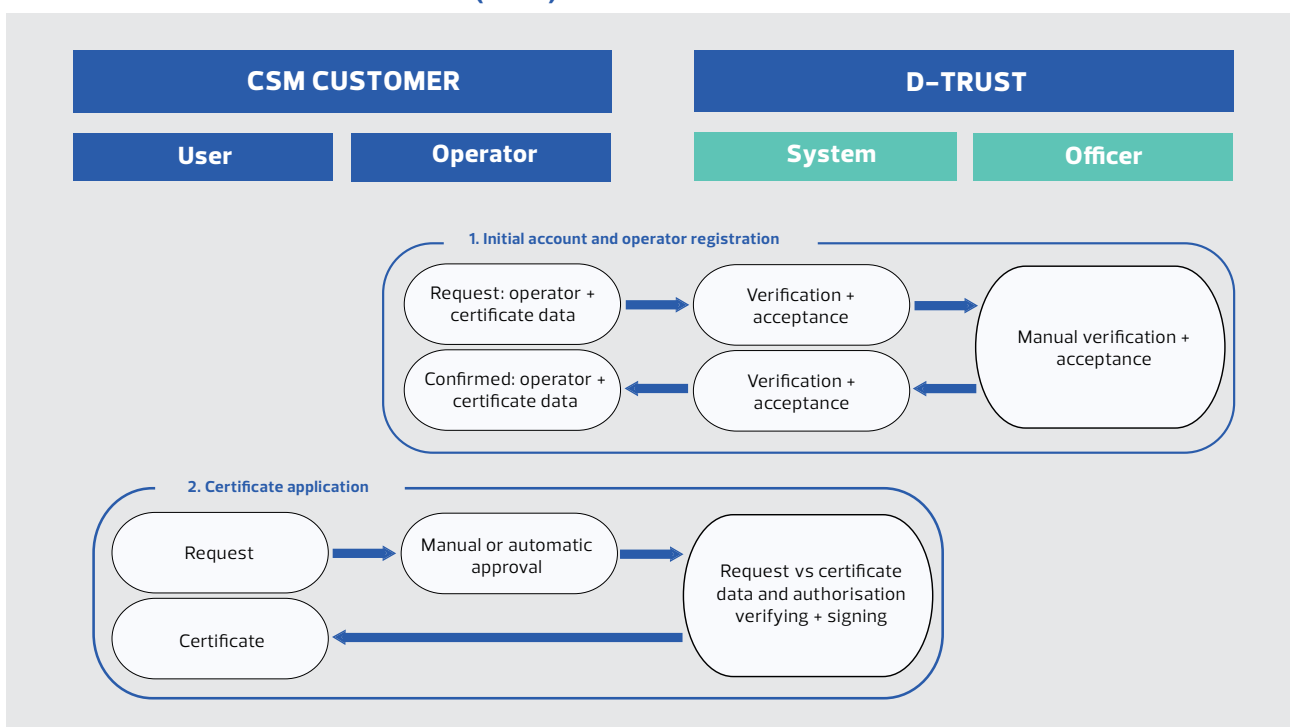 CSM CUSTOMER
D-TRUST
User
Operator
System
Officer
1. Initial account and operator registration
Request: operator +
certificate data
Verification +
acceptance
Manual verification +
acceptance
Confirmed: operator +
certificate data
Verification +
acceptance
2. Certificate application
Request
Manual or automatic
approval
Request vs certificate
data and authorisation
verifying + signing
Certificate